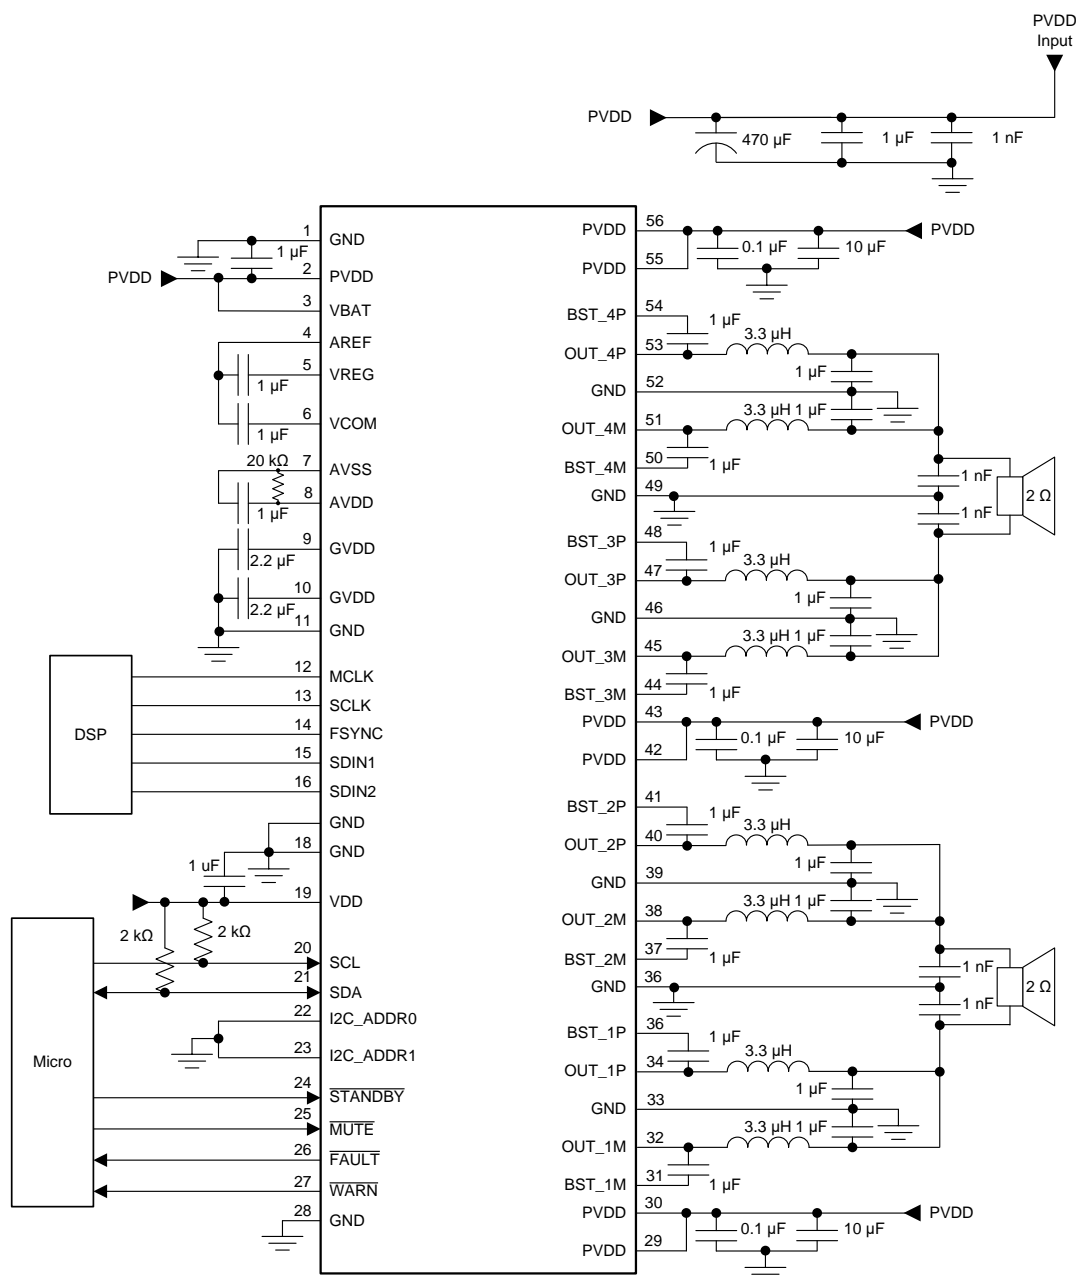 PVDD
Input
PVDD
470 µF
1 µF
1 nF
1
GND
1 µF
PVDD
2
PVDD
3
VBAT
4
AREF
5
VREG
1 µF
6
VCOM
1 µF
7
AVSS
20 kΩ
8
AVDD
1 µF
9
GVDD
2.2 µF
10
GVDD
2.2 µF
11
GND
DSP
12
MCLK
13
SCLK
14
FSYNC
15
SDIN1
16
SDIN2
GND
18
GND
1 uF
19
VDD
2 kΩ
2 kΩ
Micro
20
SCL
21
SDA
22
I2C_ADDR0
23
I2C_ADDR1
24
STANDBY
25
MUTE
26
FAULT
27
WARN
28
GND
PVDD
56
0.1 µF
10 µF
PVDD
PVDD
55
BST_4P
54
1 µF
OUT_4P
53
3.3 µH
1 µF
GND
52
OUT_4M
51
3.3 µH 1 µF
BST_4M
50
1 µF
GND
49
1 nF
1 nF
2 Ω
BST_3P
48
1 µF
OUT_3P
47
3.3 µH
1 µF
GND
46
OUT_3M
45
3.3 µH 1 µF
BST_3M
44
1 µF
PVDD
43
0.1 µF
10 µF
PVDD
PVDD
42
BST_2P
41
1 µF
OUT_2P
40
3.3 µH
1 µF
GND
39
OUT_2M
38
3.3 µH 1 µF
BST_2M
37
1 µF
GND
36
1 nF
1 nF
2 Ω
BST_1P
36
1 µF
OUT_1P
34
3.3 µH
1 µF
GND
33
OUT_1M
32
3.3 µH 1 µF
BST_1M
31
1 µF
PVDD
30
0.1 µF
10 µF
PVDD
PVDD
29